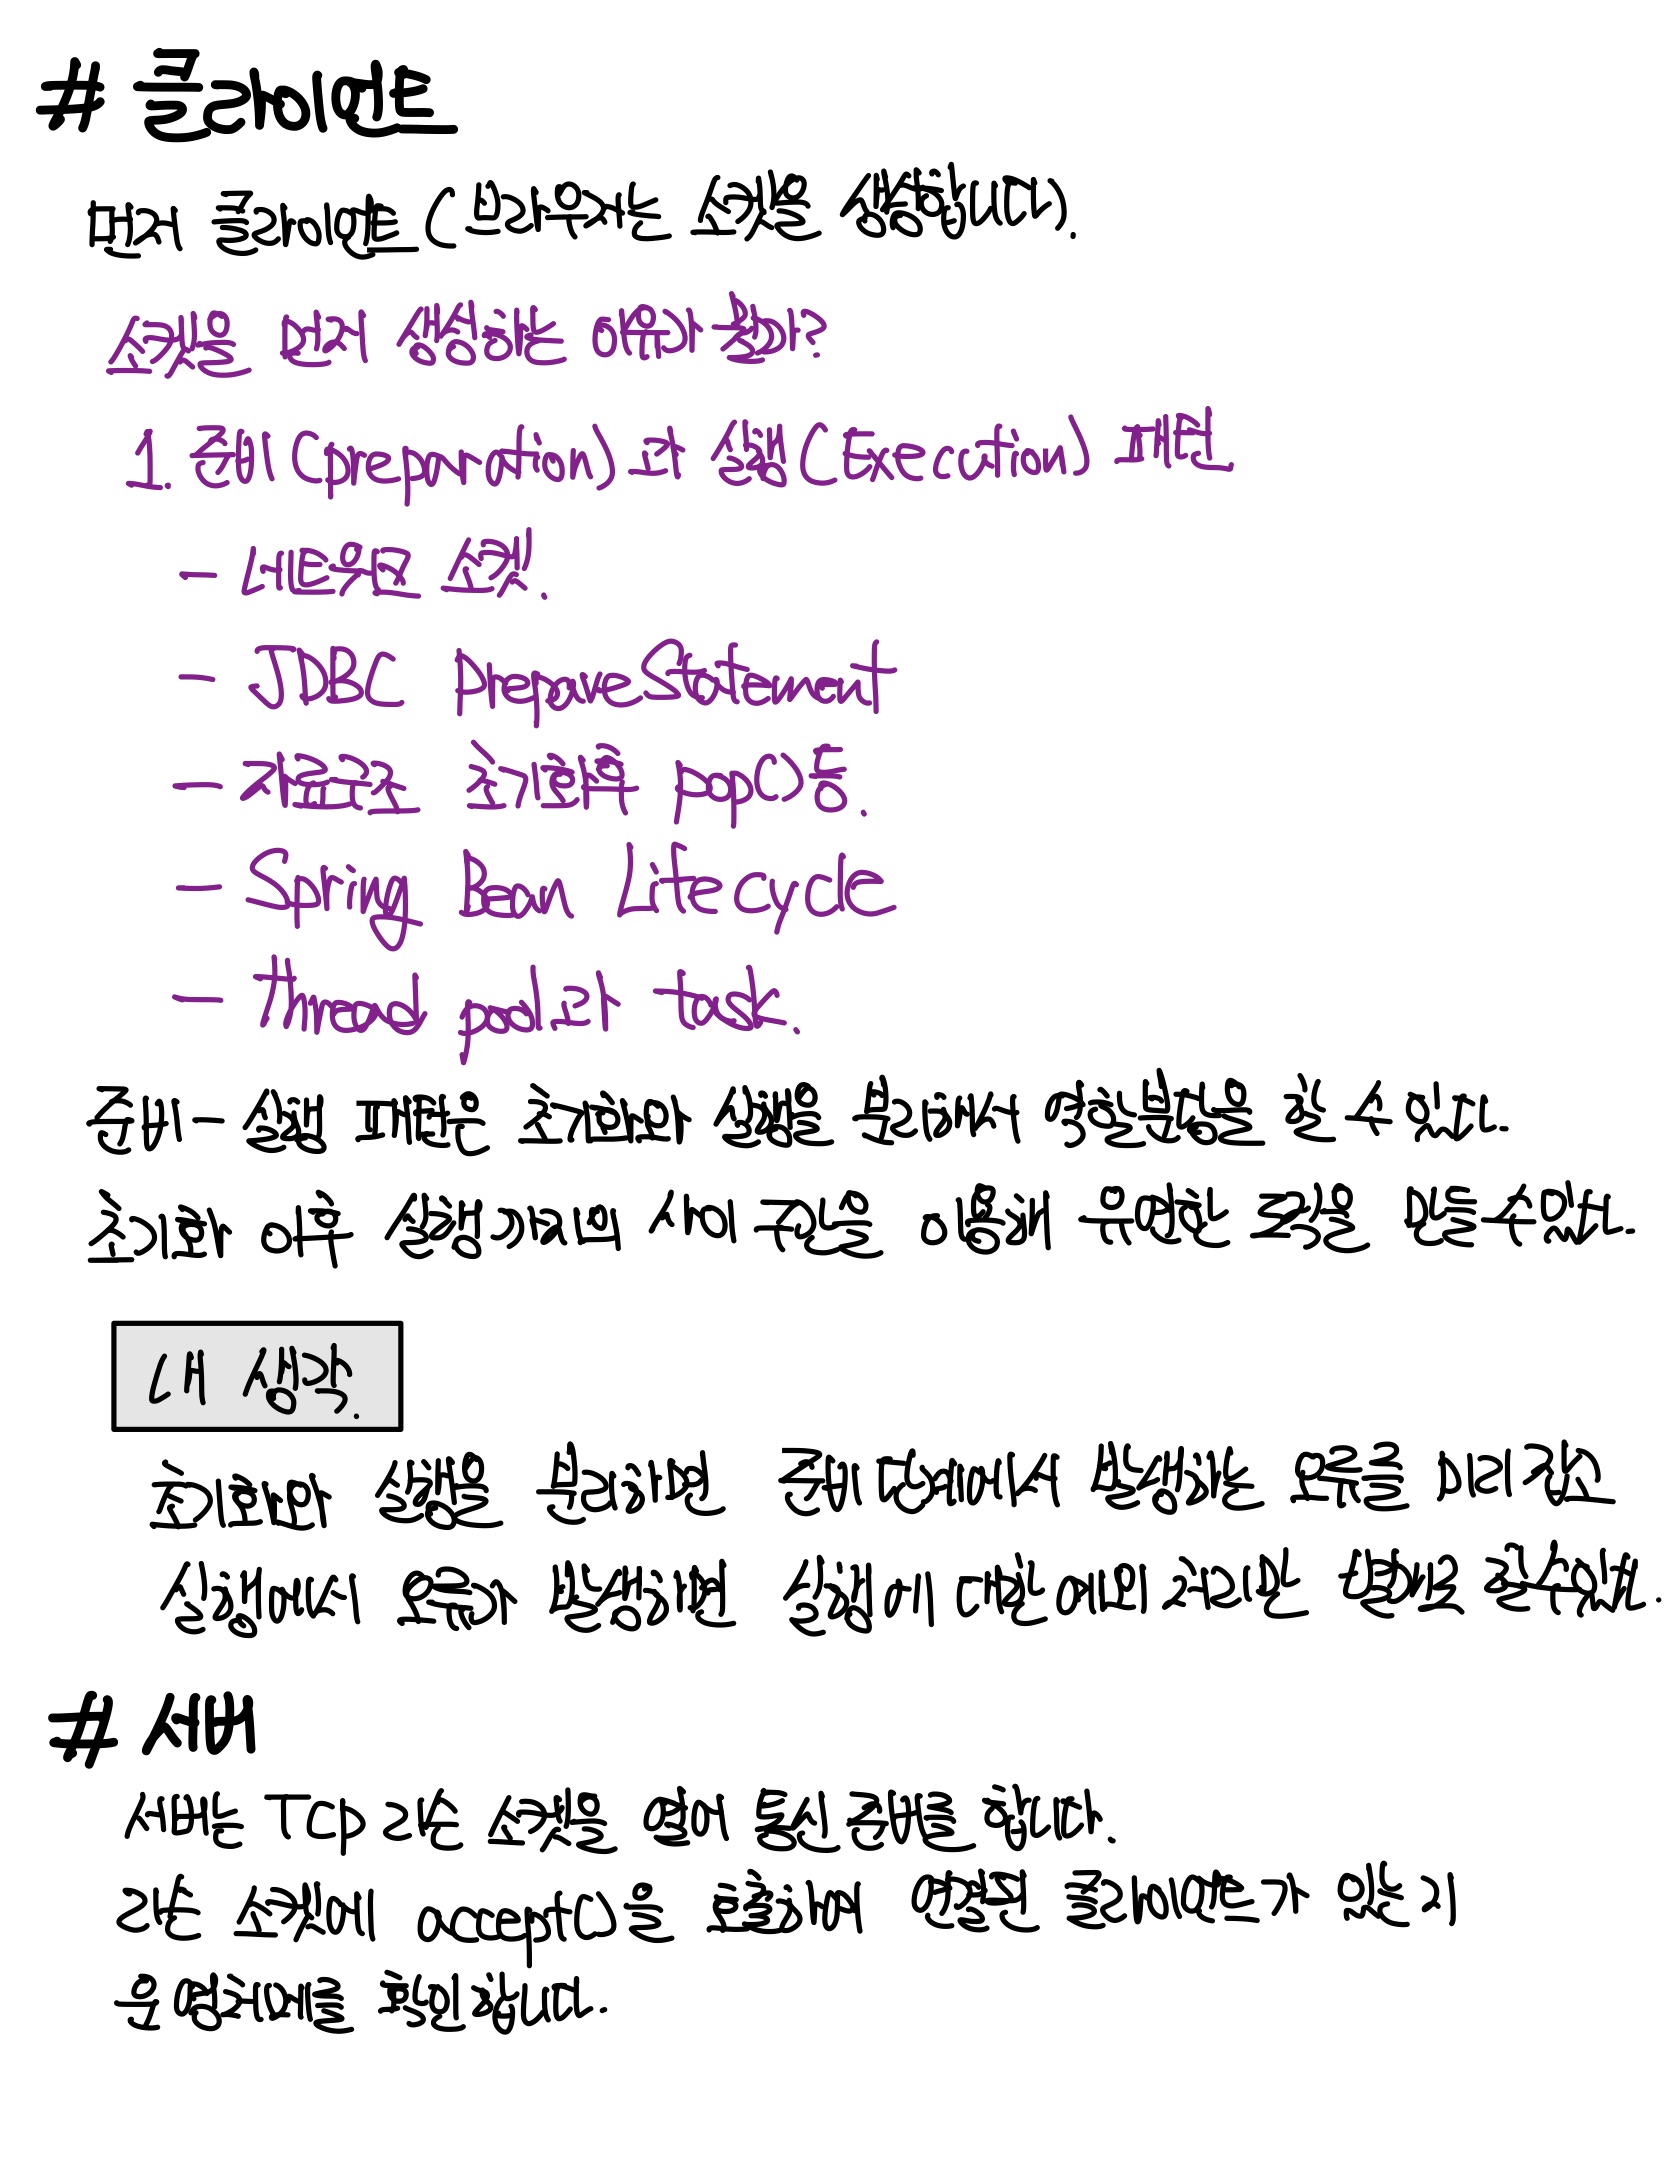 # 클라이언트
먼저 클라이언트 (브라우저는 소켓을 생성합니다).
소켓을 먼저 생성하는 이유가 뭘까?
1. 준비 (preparation) 과 실행 (Execution) 패턴
- 네트워크 소켓.
- JDBC prepareStatement
- 자료구조 초기화후 pop() 등.
- Spring Bean Lifecycle
- thread pool과 task.
준비 - 실행 패턴은 초기화와 실행을 분리해서 역할분담을 할 수 있다.
초기화 이후 실행 까지의 사이 구간을 이용해 유연한 로직을 만들수있다.
내 생각.
초기화와 실행을 분리하면 준비 단계에서 발생하는 오류를 미리 잡고
실행에서 오류가 발생하면 실행에 대한 예외 처리만 별개로 할수있다.
# 서버
서버는 TCP 리슨 소켓을 열어 통신 준비를 합니다.
리슨 소켓에 accept()을 호출하여 연결된 클라이언트가 있는지
운영체제를 확인합니다.